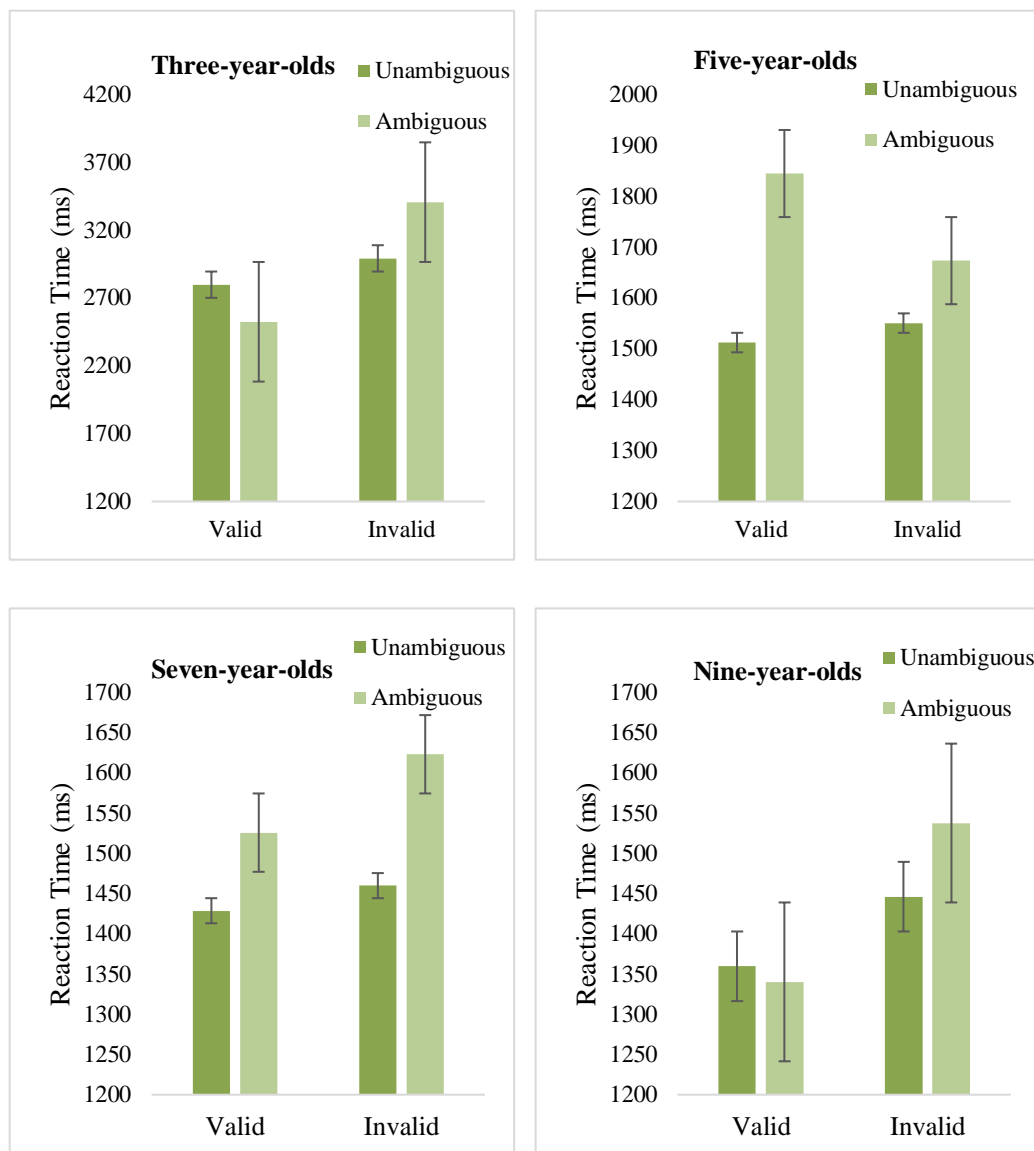 Three-year-olds
Unambiguous
Ambiguous
Reaction Time (ms)
4200
3700
3200
2700
2200
1700
1200
Valid Invalid
Five-year-olds
Unambiguous
Ambiguous
Reaction Time (ms)
2000
1900
1800
1700
1600
1500
1400
1300
1200
Valid Invalid
Seven-year-olds
Unambiguous
Ambiguous
Reaction Time (ms)
1700
1650
1600
1550
1500
1450
1400
1350
1300
1250
1200
Valid Invalid
Nine-year-olds
Unambiguous
Ambiguous
Reaction Time (ms)
1700
1650
1600
1550
1500
1450
1400
1350
1300
1250
1200
Valid Invalid